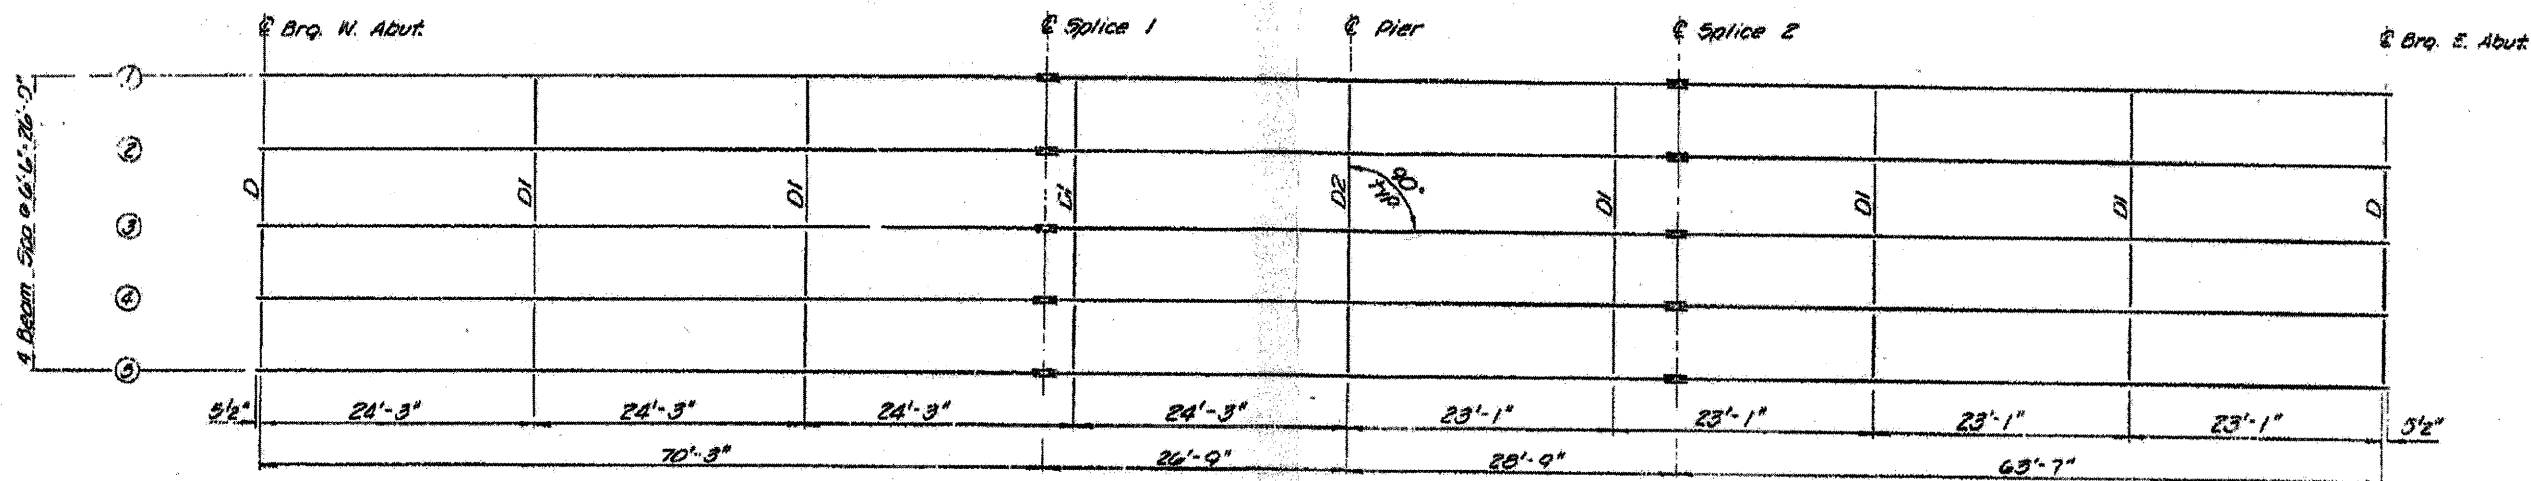 ℄ Brg. W. Abut.
℄ Splice 1
℄ Pier
℄ Splice 2
℄ Brg. E. Abut.
4 Beam Spa @ 6'-6"=26'-0"
1
2
3
4
5
D
D1
D1
D1
D2
90°
typ.
D1
D1
D1
D
5½"
24'-3"
24'-3"
24'-3"
24'-3"
23'-1"
23'-1"
23'-1"
23'-1"
5½"
70'-3"
26'-9"
28'-9"
63'-7"